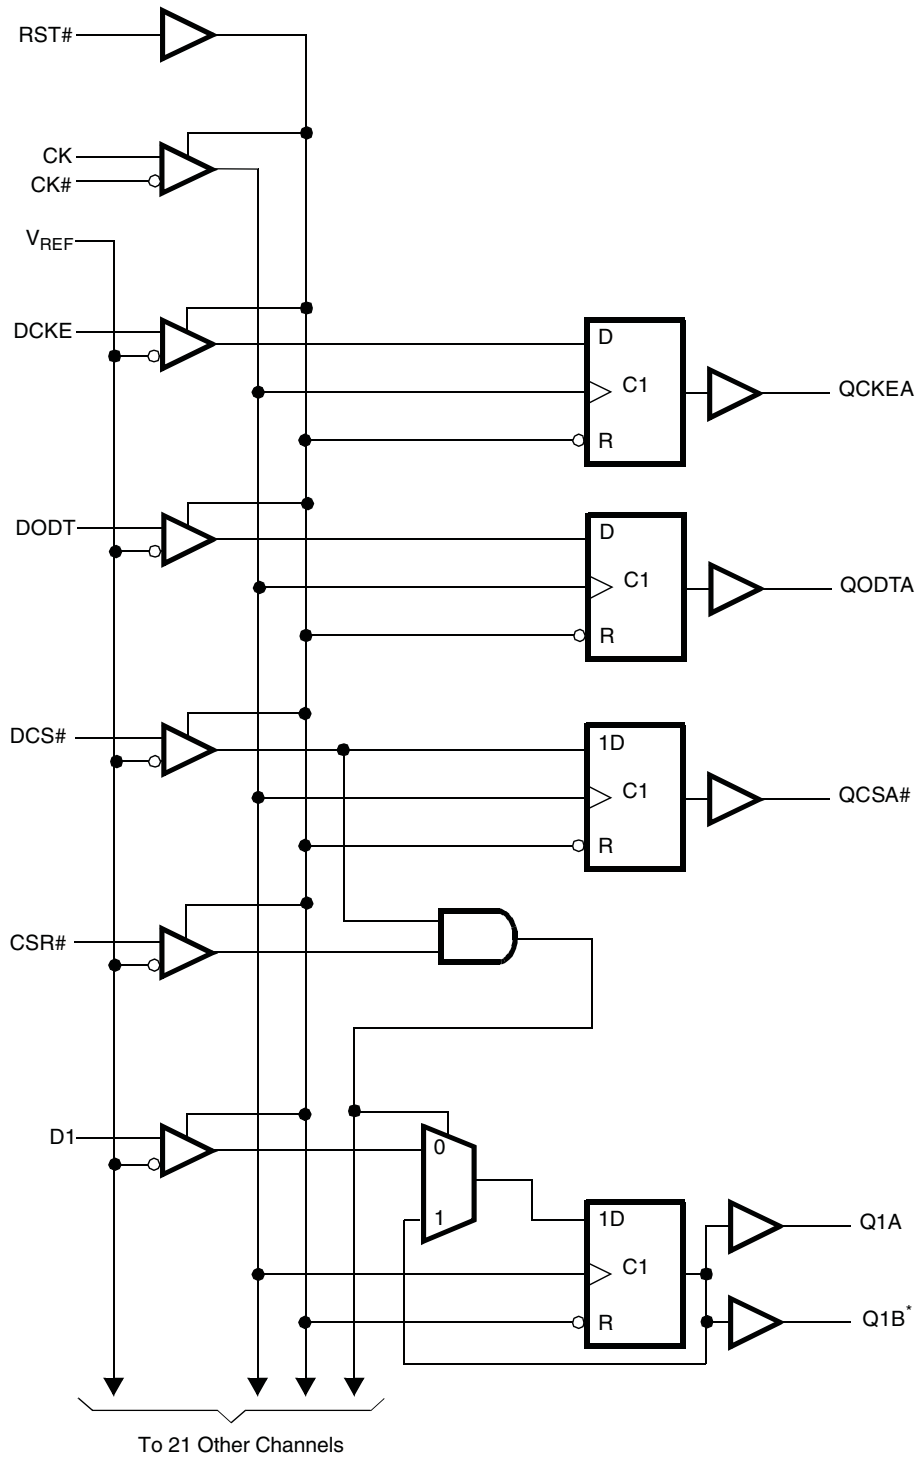 RST#
CK
CK#
VREF
DCKE
D
C1
R
QCKEA
DODT
D
C1
R
QODTA
DCS#
1D
C1
R
QCSA#
CSR#
D1
0
1
1D
C1
R
Q1A
Q1B*
To 21 Other Channels